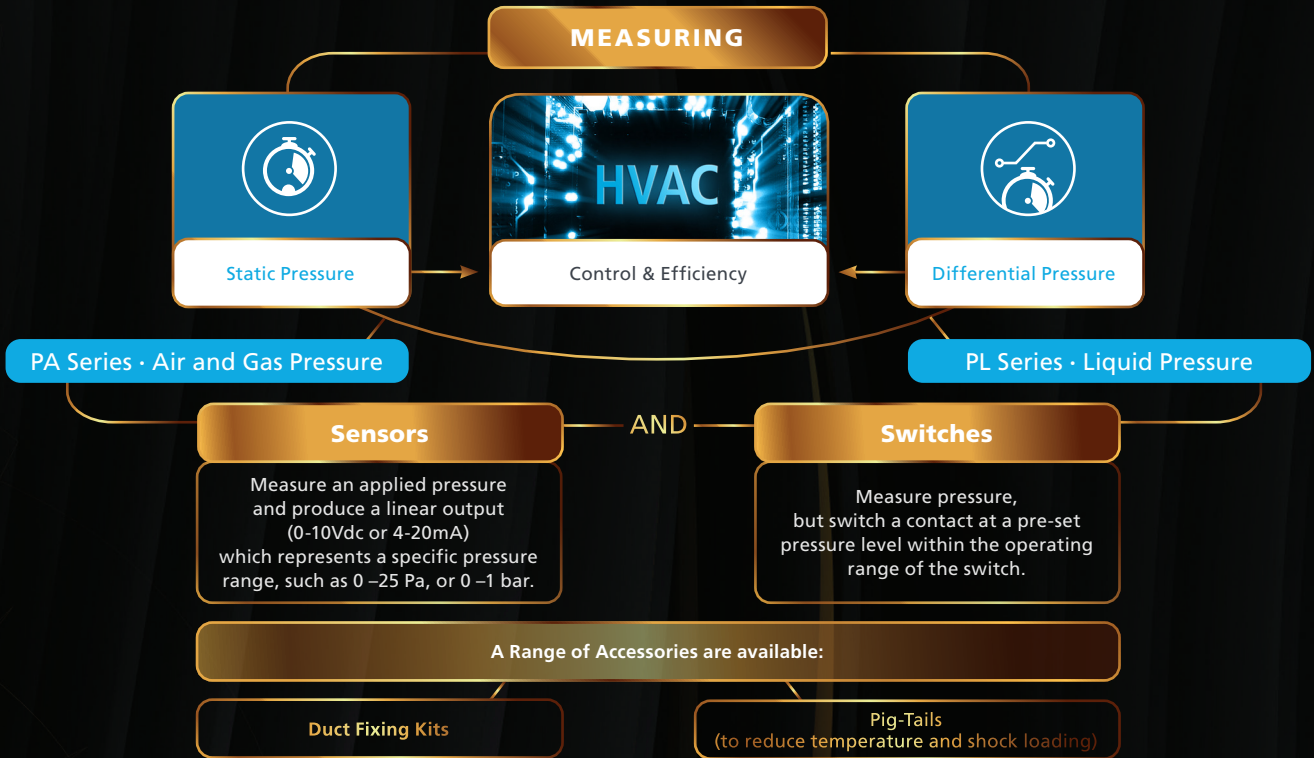 MEASURING
HVAC
Static Pressure
Control & Efficiency
Differential Pressure
PA Series · Air and Gas Pressure
PL Series · Liquid Pressure
Sensors
AND
Switches
Measure an applied pressure
and produce a linear output
(0-10Vdc or 4-20mA)
which represents a specific pressure
range, such as 0 –25 Pa, or 0 –1 bar.
Measure pressure,
but switch a contact at a pre-set
pressure level within the operating
range of the switch.
A Range of Accessories are available:
Duct Fixing Kits
Pig-Tails
(to reduce temperature and shock loading)